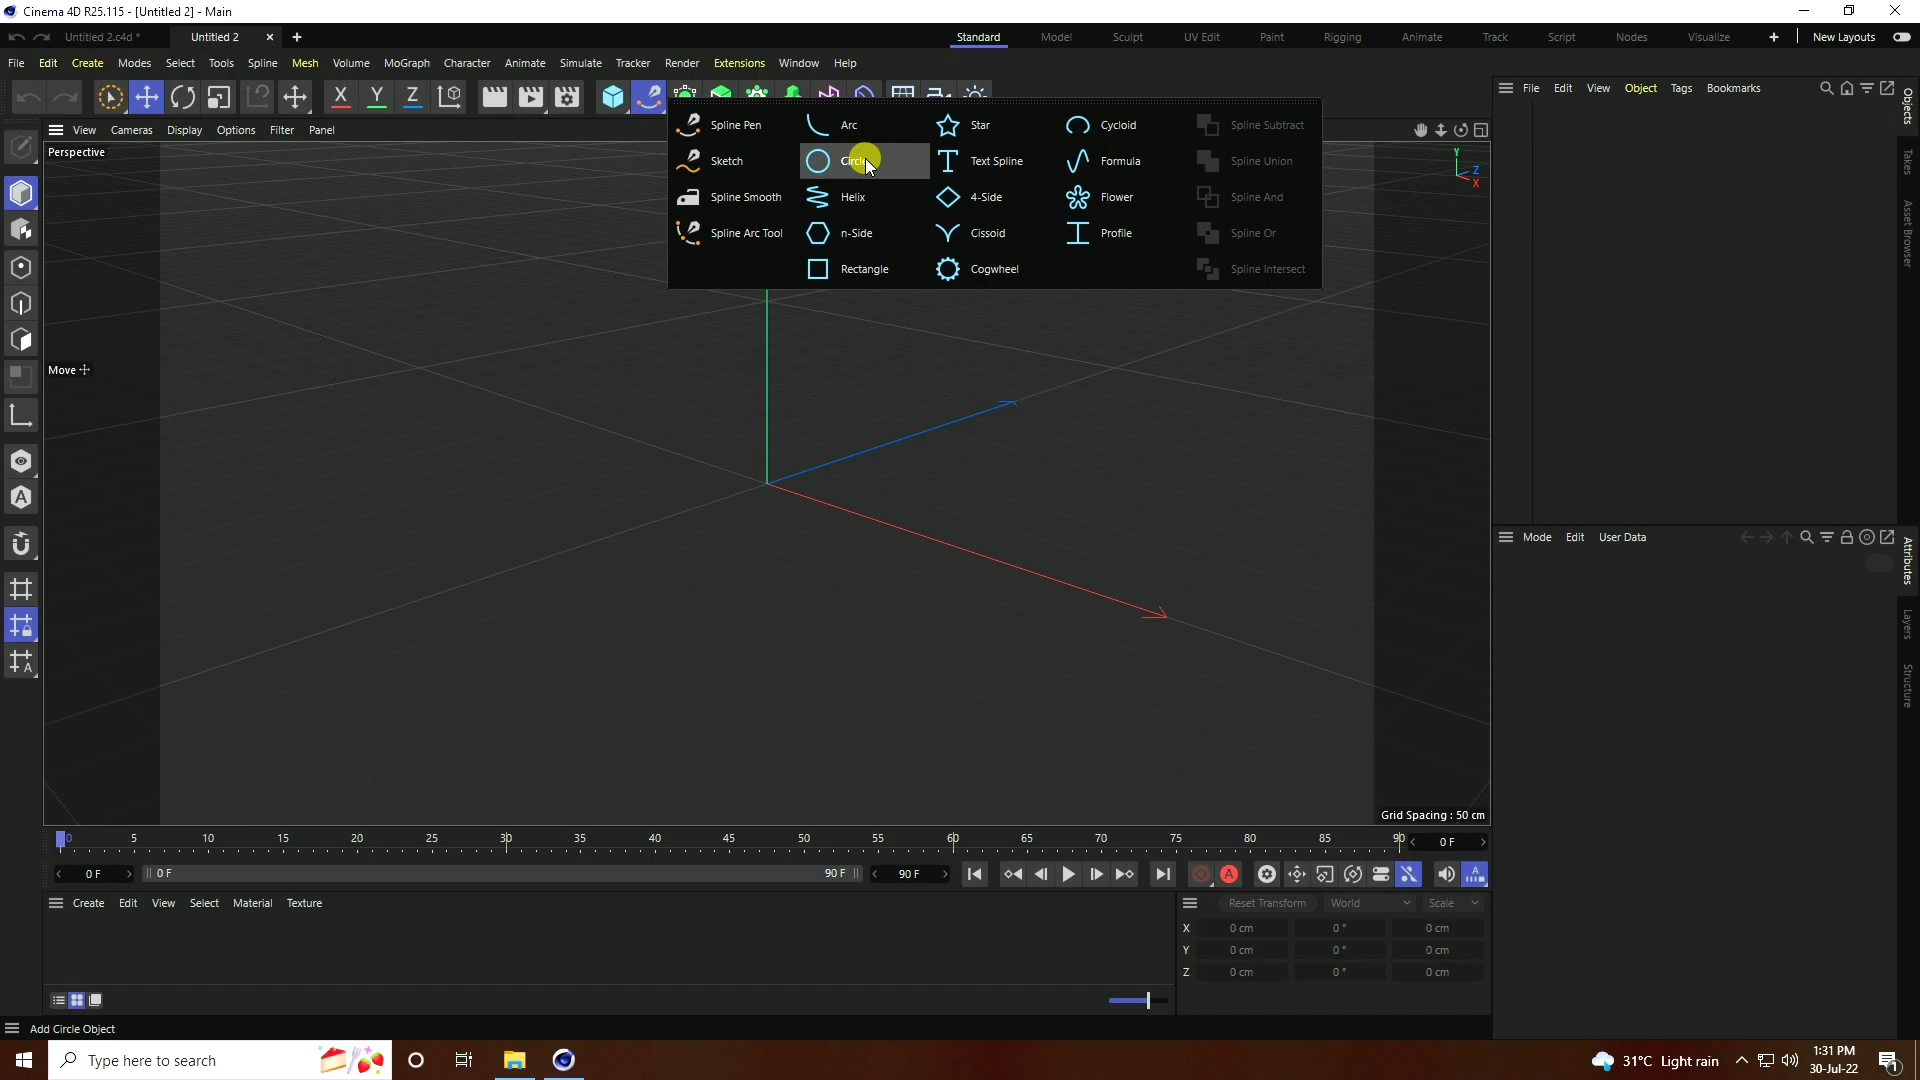 Cinema 4D R25.115 - [Untitled 2] - Main
Untitled 2.c4d *
Untitled 2
Standard Model Sculpt UV Edit Paint Rigging Animate Track Script Nodes Visualize New Layouts
File Edit Create Modes Select Tools Spline Mesh Volume MoGraph Character Animate Simulate Tracker Render Extensions Window Help
X Y Z
File Edit View Object Tags Bookmarks
View Cameras Display Options Filter Panel
Perspective
Spline Pen Arc Star Cycloid Spline Subtract
Sketch Circle Text Spline Formula Spline Union
Spline Smooth Helix 4-Side Flower Spline And
Spline Arc Tool n-Side Cissoid Profile Spline Or
Rectangle Cogwheel Spline Intersect
Y
Z
X
Objects
Takes
Asset Browser
Move
Mode Edit User Data
Attributes
Layers
Structure
Grid Spacing : 50 cm
0 5 10 15 20 25 30 35 40 45 50 55 60 65 70 75 80 85 90 0 F
0 F 0 F 90 F 90 F
Create Edit View Select Material Texture
Reset Transform World Scale
X 0 cm 0 ° 0 cm
Y 0 cm 0 ° 0 cm
Z 0 cm 0 ° 0 cm
Add Circle Object
Type here to search
31°C Light rain
1:31 PM
30-Jul-22
1